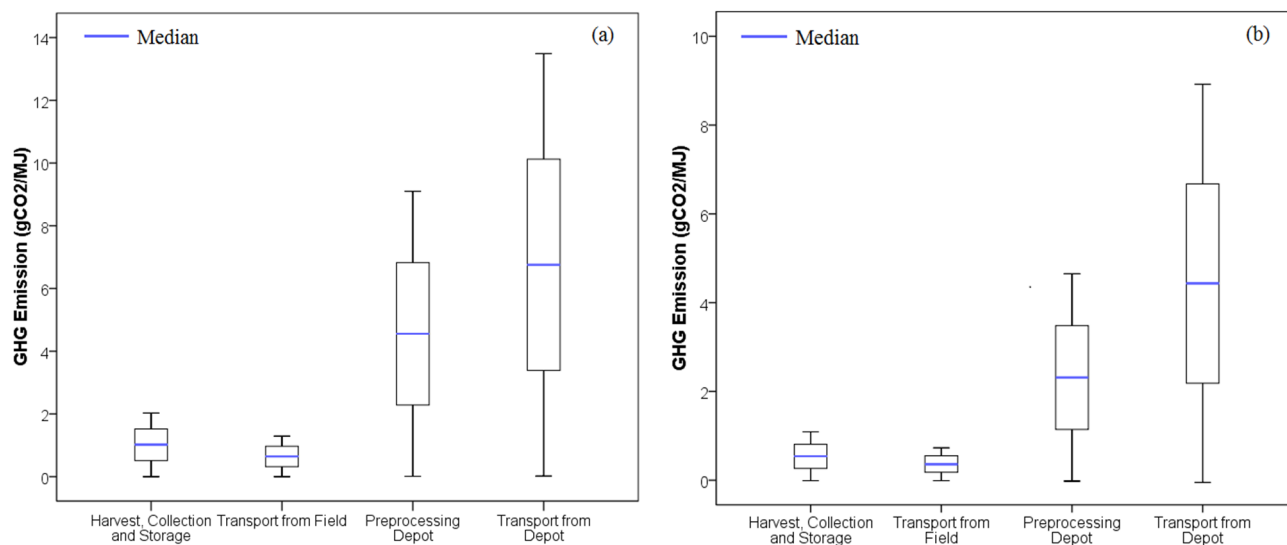 Median
(a)
GHG Emission (gCO2/MJ)
14
12
10
8
6
4
2
0
Harvest, Collection
and Storage
Transport from Field
Preprocessing
Depot
Transport from
Depot
Median
(b)
GHG Emission (gCO2/MJ)
10
8
6
4
2
0
Harvest, Collection
and Storage
Transport from
Field
Preprocessing
Depot
Transport from
Depot